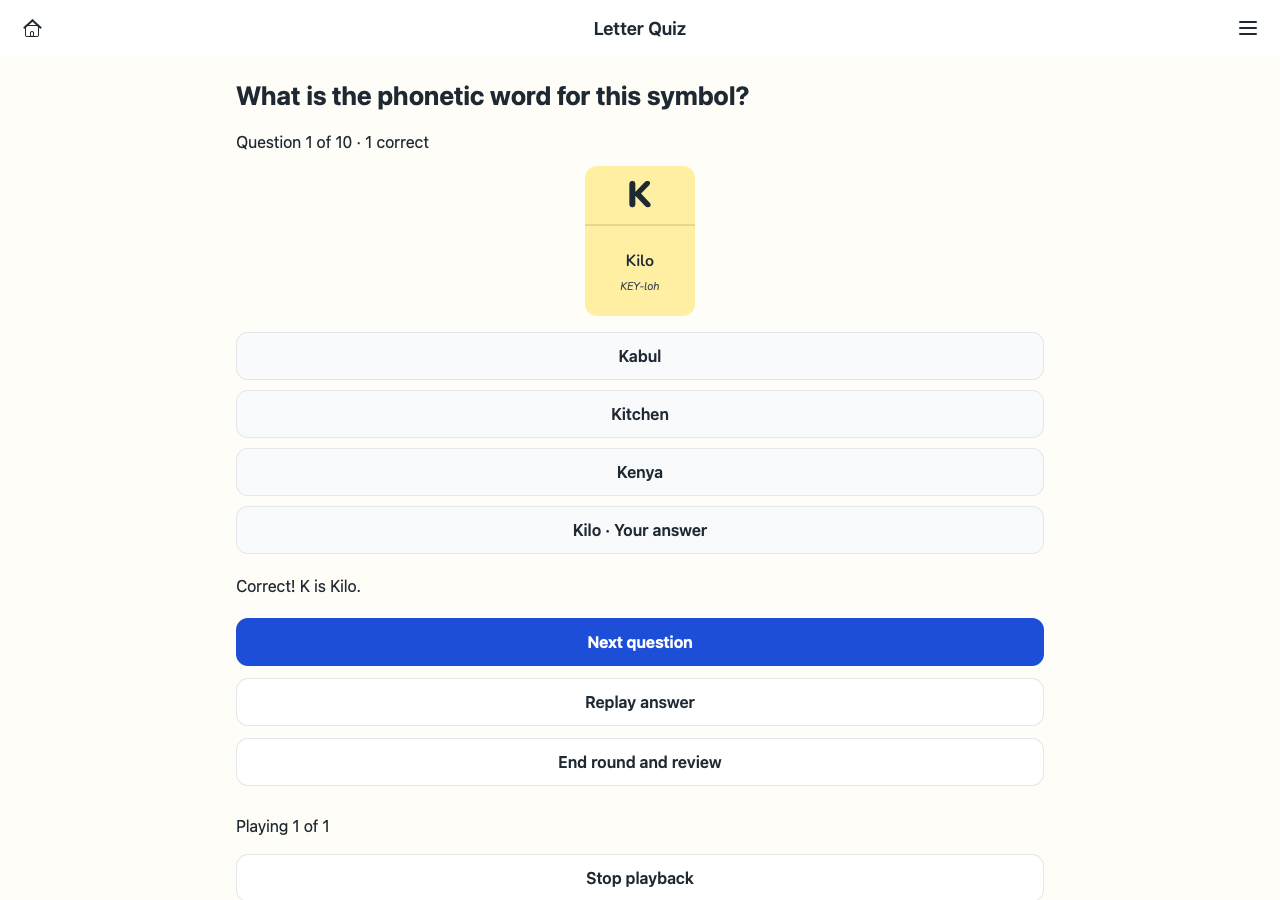 Letter Quiz
What is the phonetic word for this symbol?
Question 1 of 10 · 1 correct
K
Kilo
KEY-loh
Kabul
Kitchen
Kenya
Kilo · Your answer
Correct! K is Kilo.
Next question
Replay answer
End round and review
Playing 1 of 1
Stop playback